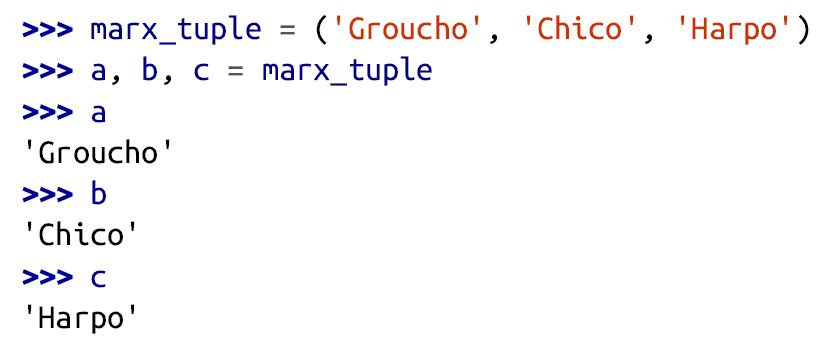 >>> marx_tuple = ('Groucho', 'Chico', 'Harpo')
>>> a, b, c = marx_tuple
>>> a
'Groucho'
>>> b
'Chico'
>>> c
'Harpo'